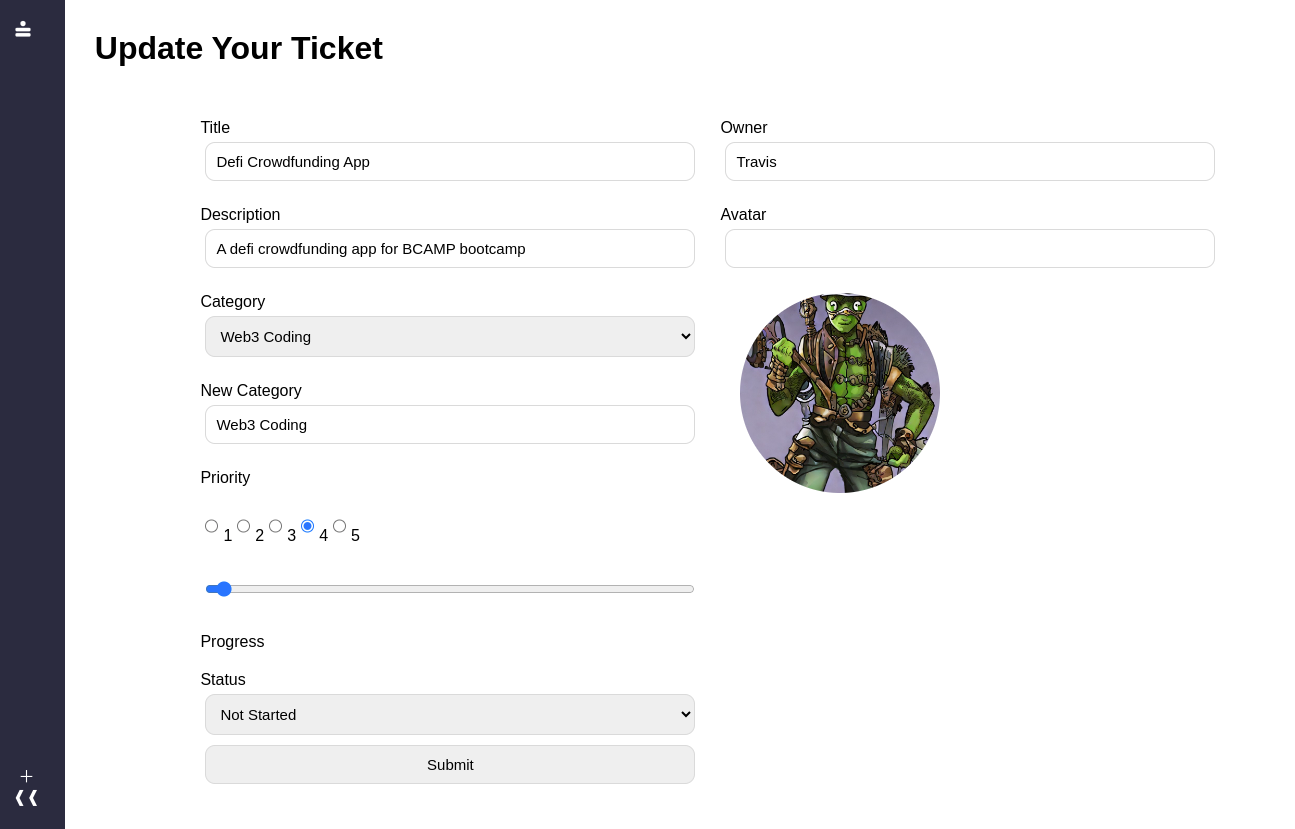 Update Your Ticket
Title
Defi Crowdfunding App
Owner
Travis
Description
A defi crowdfunding app for BCAMP bootcamp
Avatar
Category
Web3 Coding
New Category
Web3 Coding
Priority
1 2 3 4 5
Progress
Status
Not Started
Submit